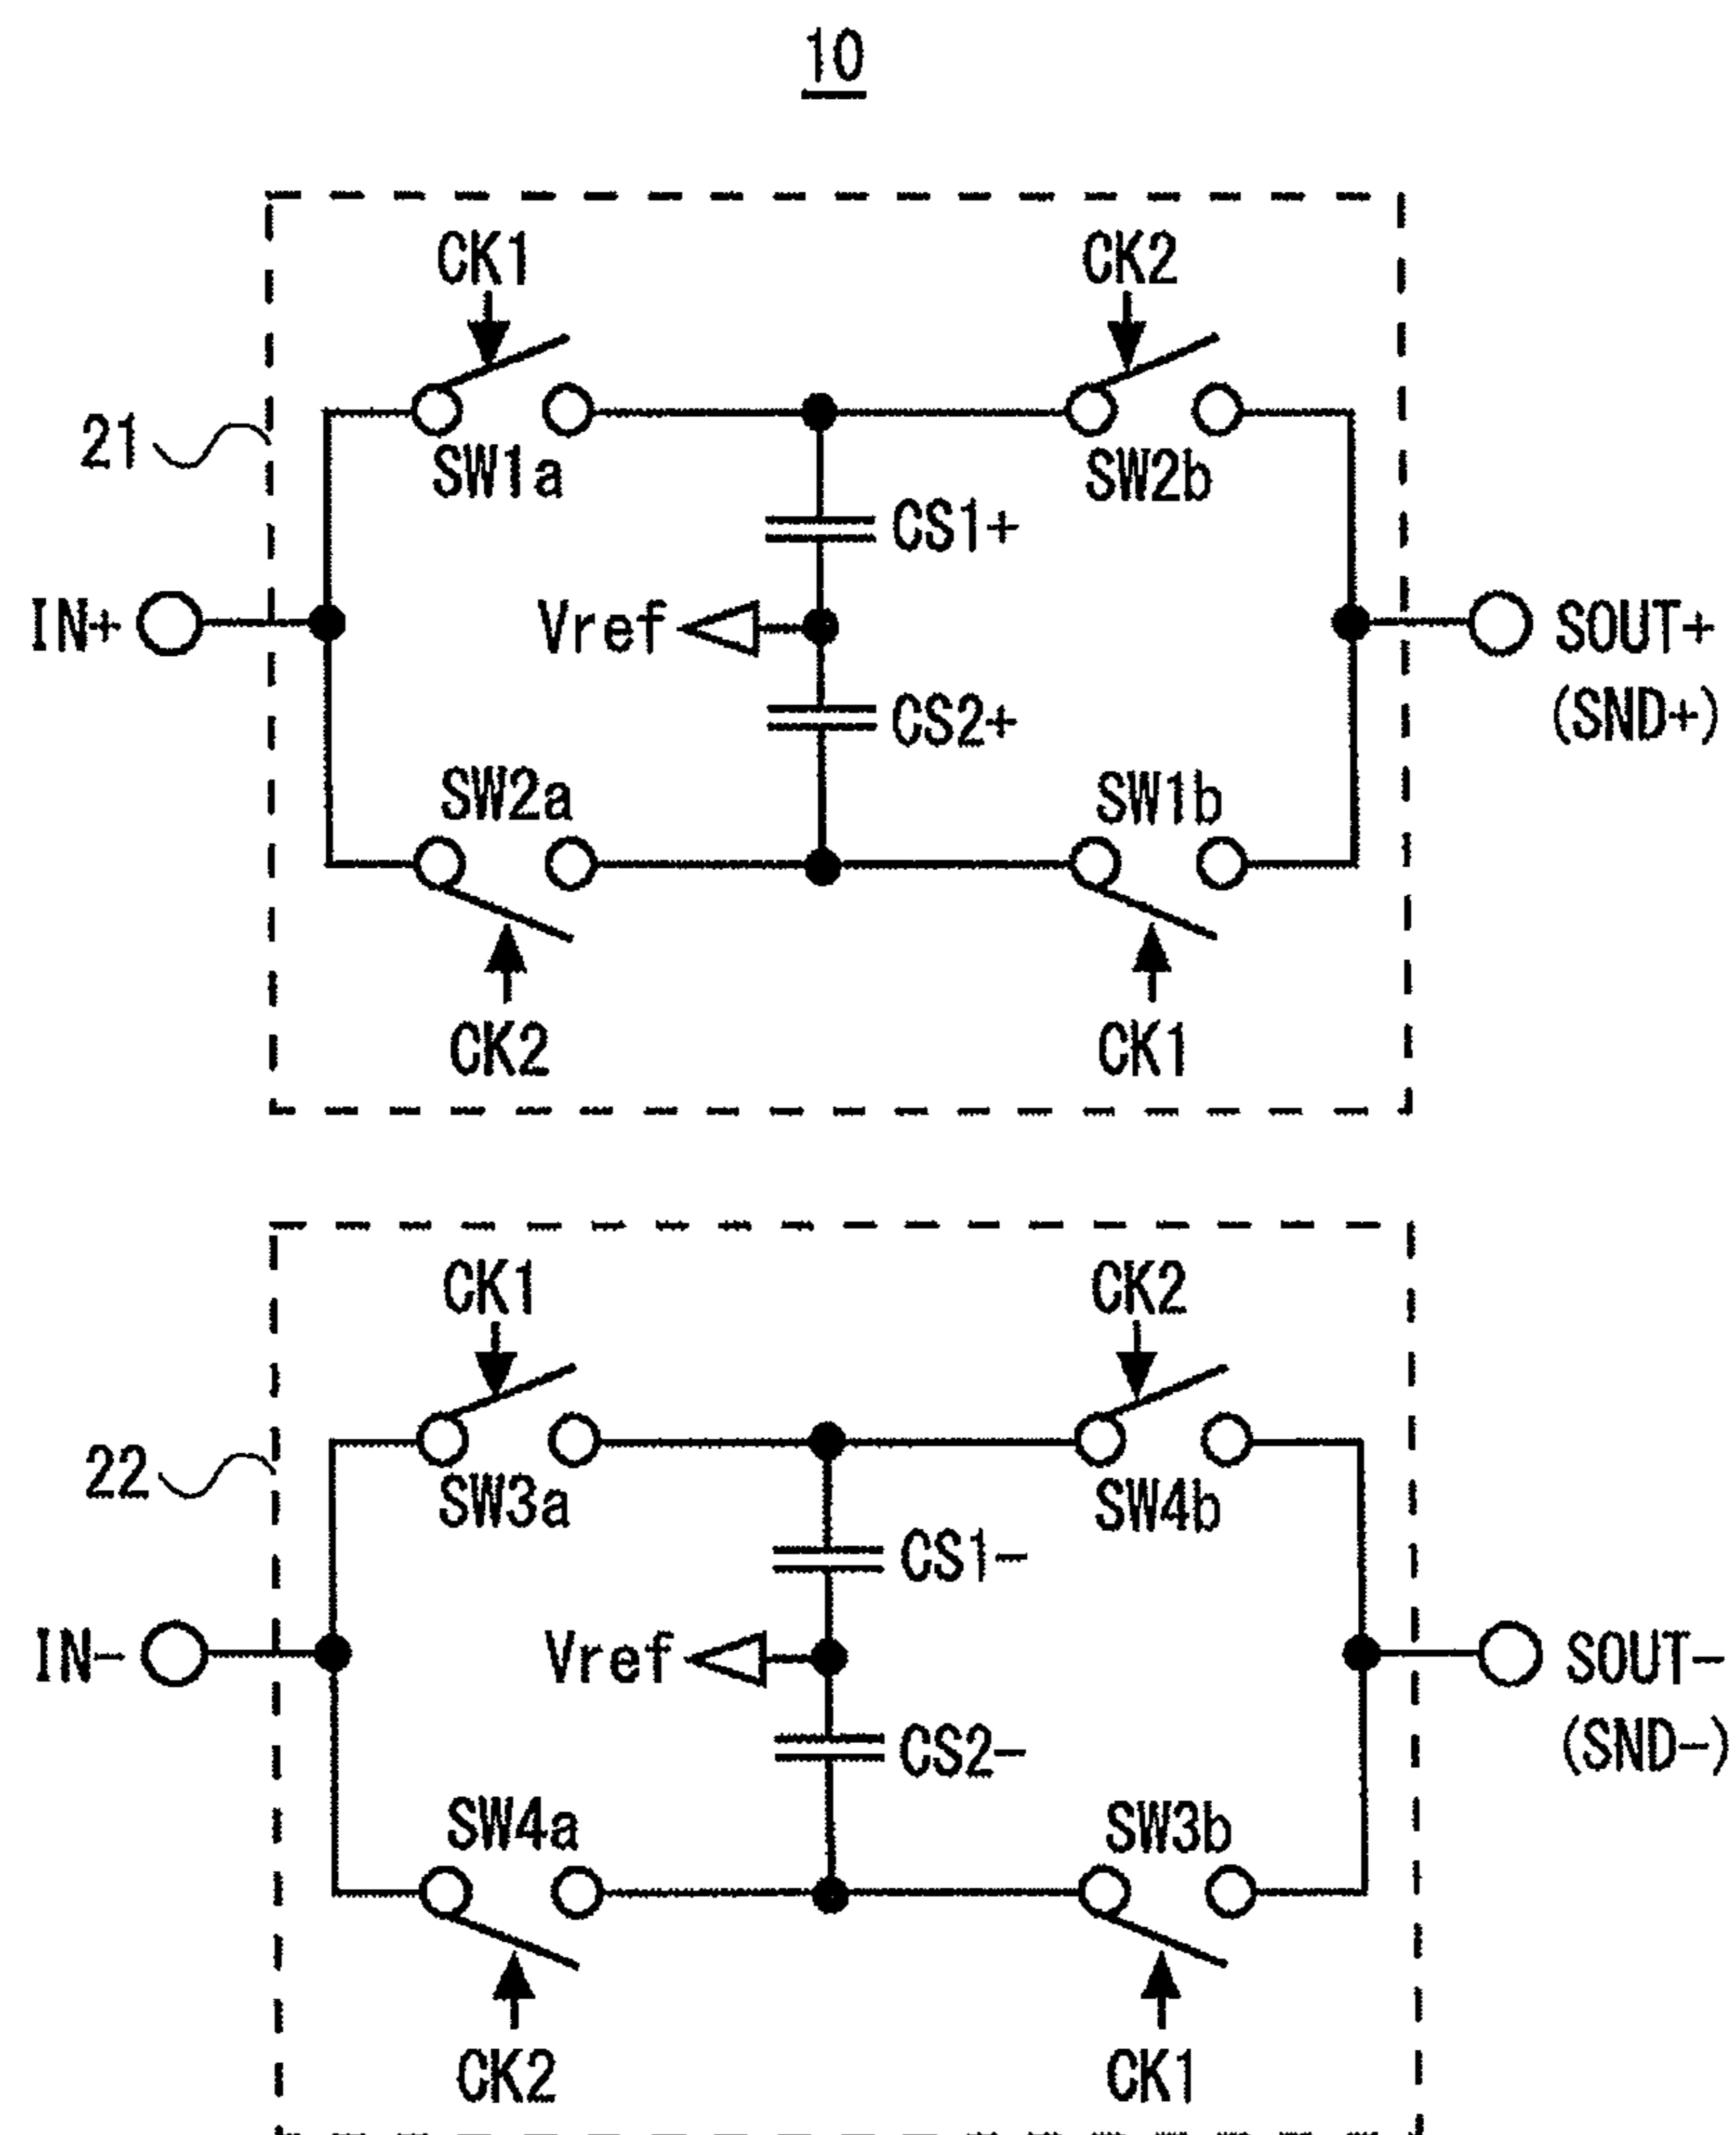 10
CK1 CK2
21
SW1a SW2b
CS1+
IN+ Vref SOUT+
(SND+)
CS2+
SW2a SW1b
CK2 CK1
CK1 CK2
22
SW3a SW4b
CS1-
IN- Vref SOUT-
(SND-)
CS2-
SW4a SW3b
CK2 CK1